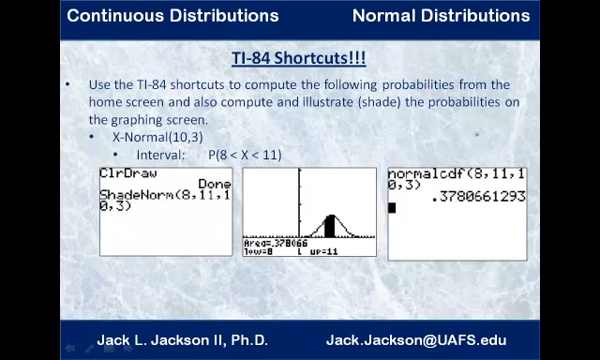 Continuous Distributions Normal Distributions
TI-84 Shortcuts!!!
• Use the TI-84 shortcuts to compute the following probabilities from the
home screen and also compute and illustrate (shade) the probabilities on
the graphing screen.
• X-Normal(10,3)
• Interval: P(8 < X < 11)
ClrDraw
Done
ShadeNorm(8,11,1
0,3)
Area=.378066
low=8 up=11
normalcdf(8,11,1
0,3)
.3780661293
Jack L. Jackson II, Ph.D. Jack.Jackson@UAFS.edu